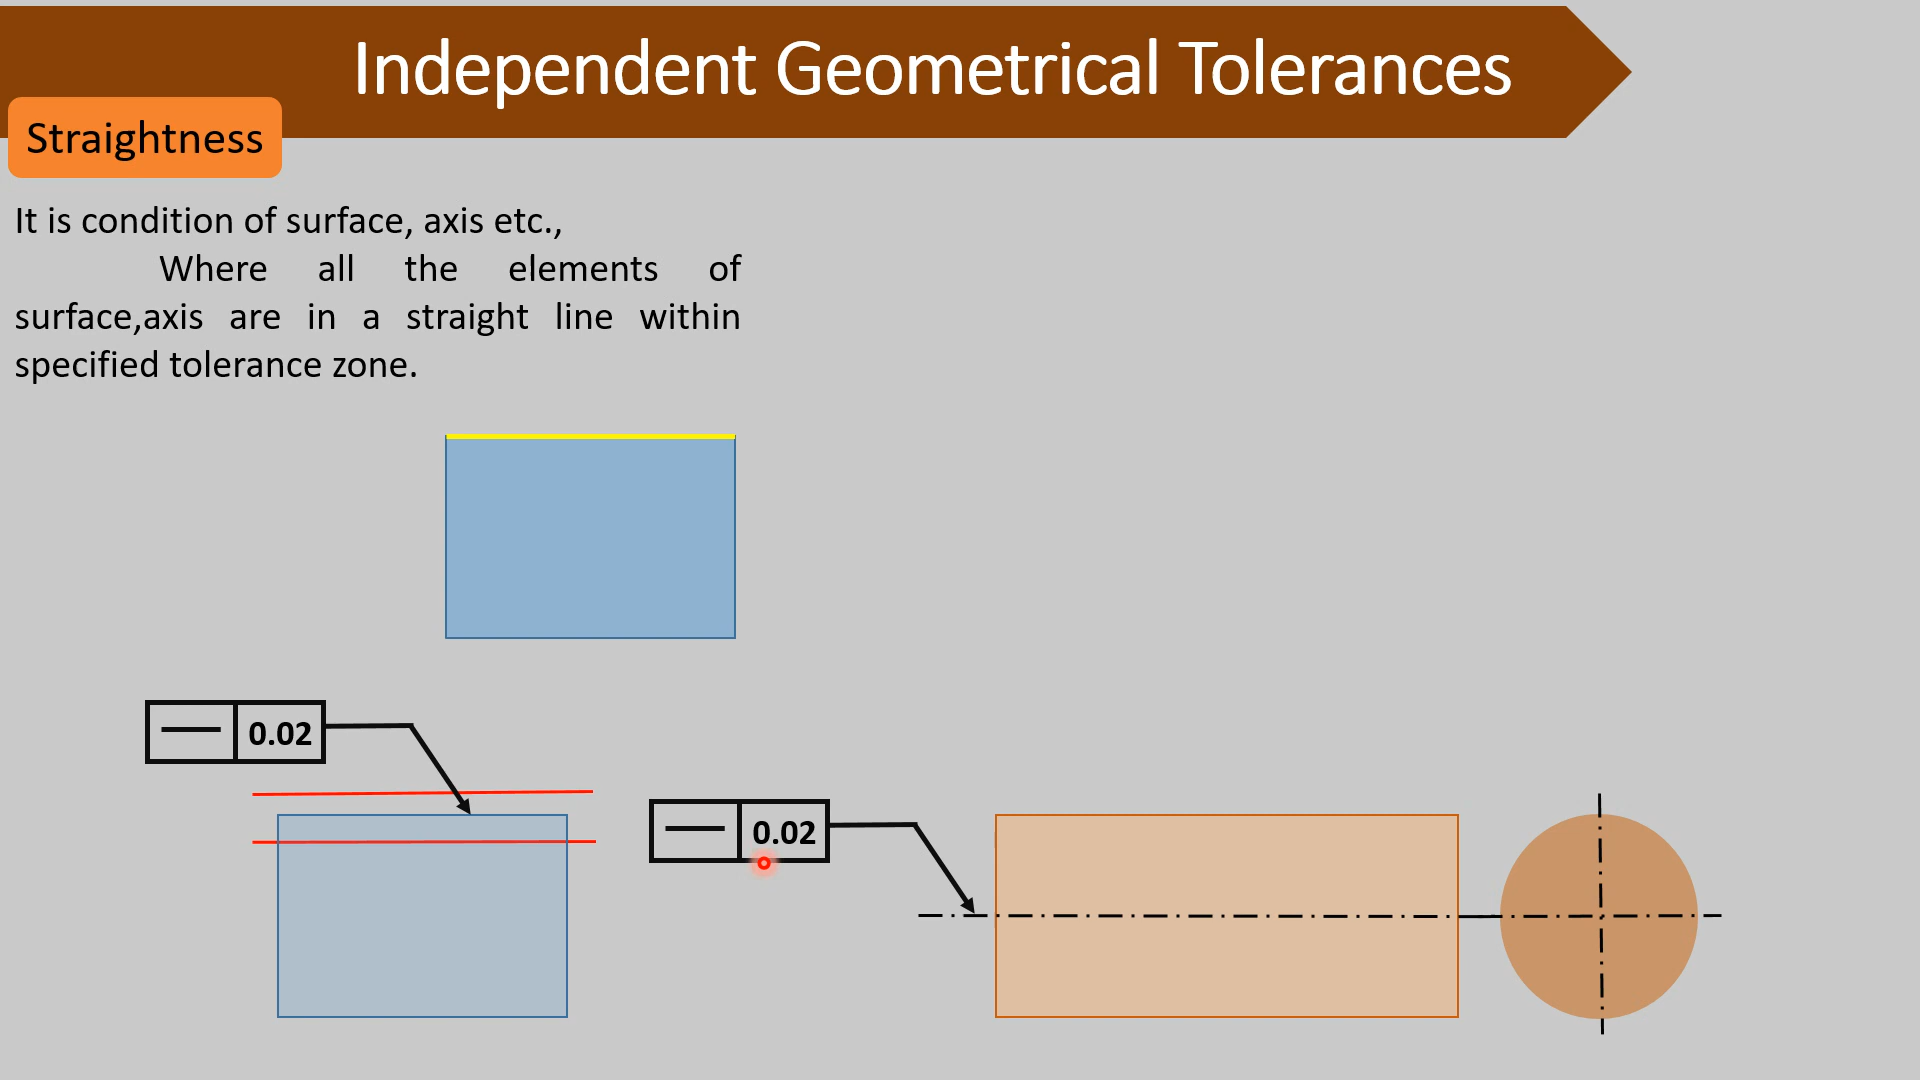 Independent Geometrical Tolerances
Straightness
It is condition of surface, axis etc.,
Where all the elements of
surface,axis are in a straight line within
specified tolerance zone.
0.02
0.02